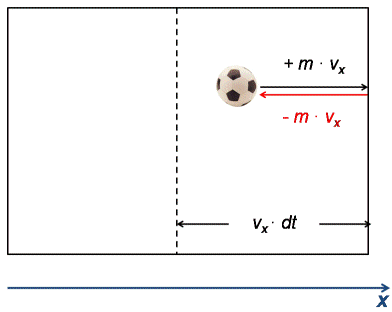 + m · vₓ
- m · vₓ
vₓ · dt
x